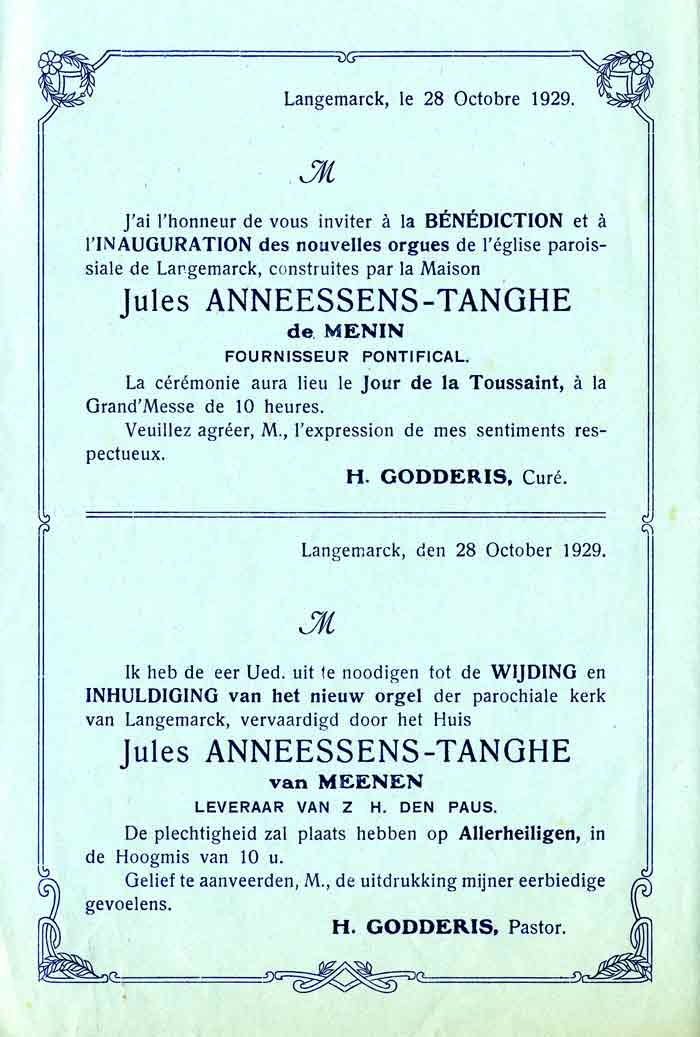 Langemarck, le 28 Octobre 1929.
M
J'ai l'honneur de vous inviter à la BÉNÉDICTION et à
l'INAUGURATION des nouvelles orgues de l'église parois-
siale de Langemarck, construites par la Maison
Jules ANNEESSENS-TANGHE
de MENIN
FOURNISSEUR PONTIFICAL.
La cérémonie aura lieu le Jour de la Toussaint, à la
Grand'Messe de 10 heures.
Veuillez agréer, M., l'expression de mes sentiments res-
pectueux.
H. GODDERIS, Curé.
Langemarck, den 28 October 1929.
M
Ik heb de eer Ued. uit te noodigen tot de WIJDING en
INHULDIGING van het nieuw orgel der parochiale kerk
van Langemarck, vervaardigd door het Huis
Jules ANNEESSENS-TANGHE
van MEENEN
LEVERAAR VAN Z H. DEN PAUS.
De plechtigheid zal plaats hebben op Allerheiligen, in
de Hoogmis van 10 u.
Gelief te aanveerden, M., de uitdrukking mijner eerbiedige
gevoelens.
H. GODDERIS, Pastor.